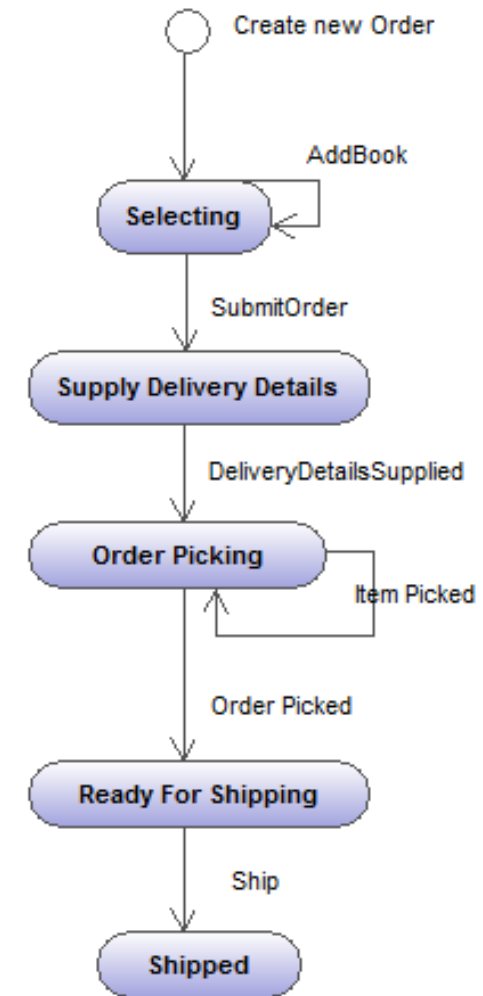 Create new Order
AddBook
Selecting
SubmitOrder
Supply Delivery Details
DeliveryDetailsSupplied
Order Picking
Item Picked
Order Picked
Ready For Shipping
Ship
Shipped